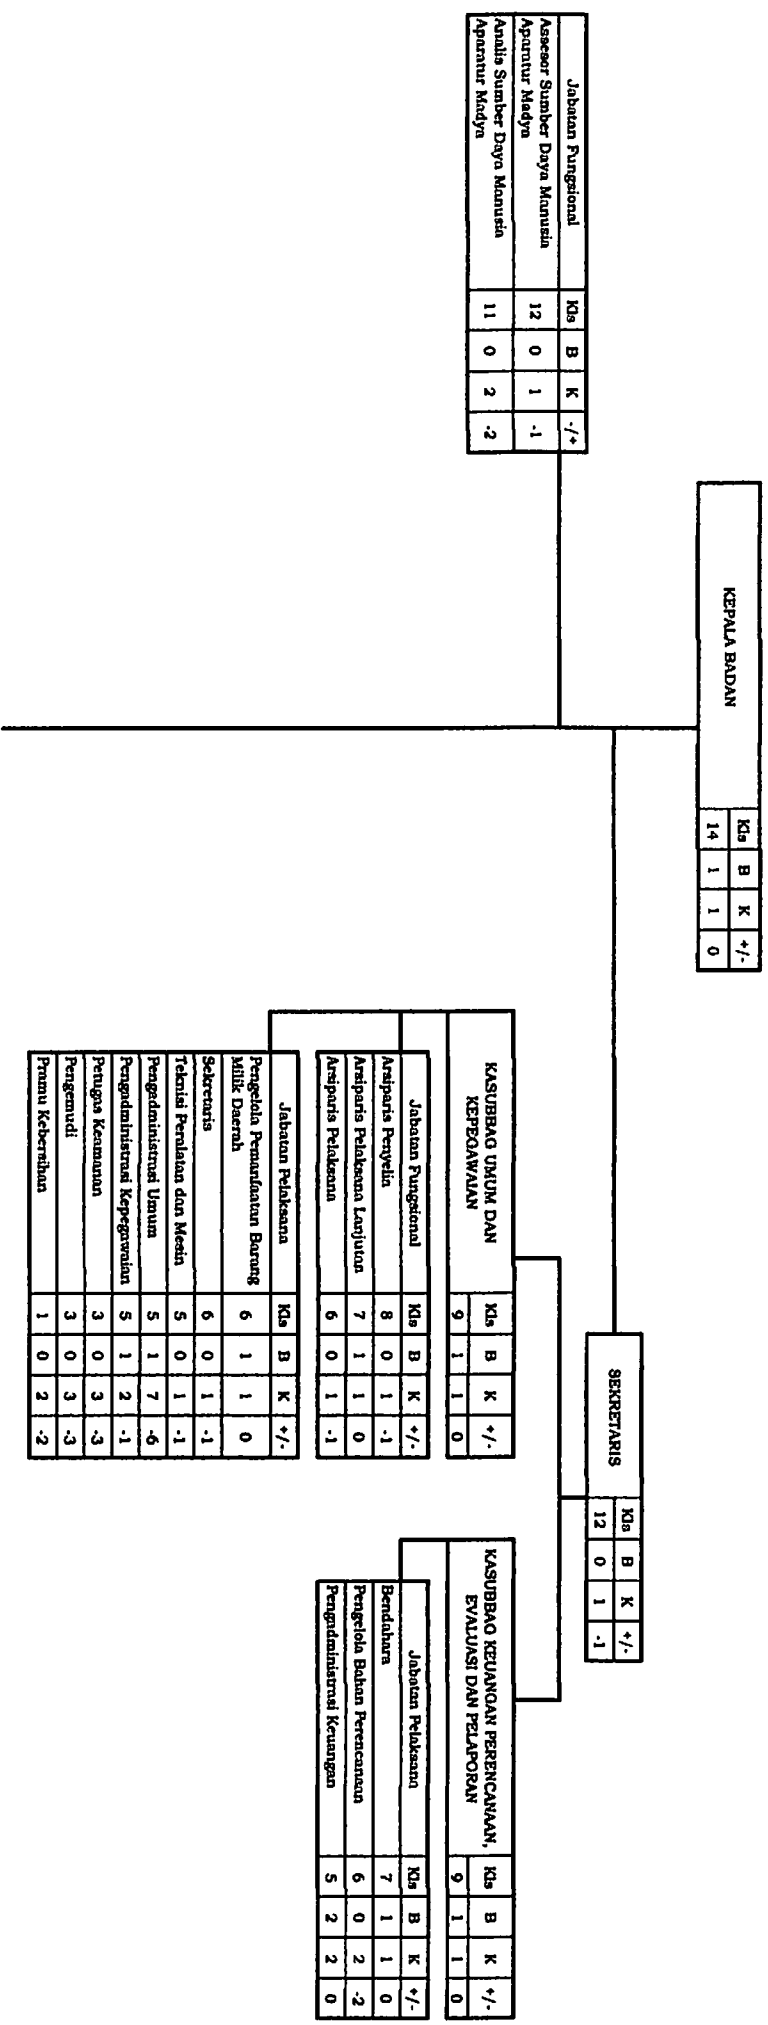 KEPALA BADAN
Kls B K +/-
14 1 1 0
Jabatan Fungsional Kls B K -/+
Assesor Sumber Daya Manusia
Aparatur Madya 12 0 1 -1
Analis Sumber Daya Manusia
Aparatur Madya 11 0 2 -2
SEKRETARIS
Kls B K +/-
12 0 1 -1
KASUBBAG UMUM DAN
KEPEGAWAIAN
Kls B K +/-
9 1 1 0
Jabatan Fungsional Kls B K +/-
Arsiparis Penyelia 8 0 1 -1
Arsiparis Pelaksana Lanjutan 7 1 1 0
Arsiparis Pelaksana 6 0 1 -1
Jabatan Pelaksana Kls B K +/-
Pengelola Pemanfaatan Barang
Milik Daerah 6 1 1 0
Sekretaris 6 0 1 -1
Teknisi Peralatan dan Mesin 5 0 1 -1
Pengadministrasi Umum 5 1 7 -6
Pengadministrasi Kepegawaian 5 1 2 -1
Petugas Keamanan 3 0 3 -3
Pengemudi 3 0 3 -3
Pramu Kebersihan 1 0 2 -2
KASUBBAG KEUANGAN PERENCANAAN,
EVALUASI DAN PELAPORAN
Kls B K +/-
9 1 1 0
Jabatan Pelaksana Kls B K +/-
Bendahara 7 1 1 0
Pengelola Bahan Perencanaan 6 0 2 -2
Pengadministrasi Keuangan 5 2 2 0